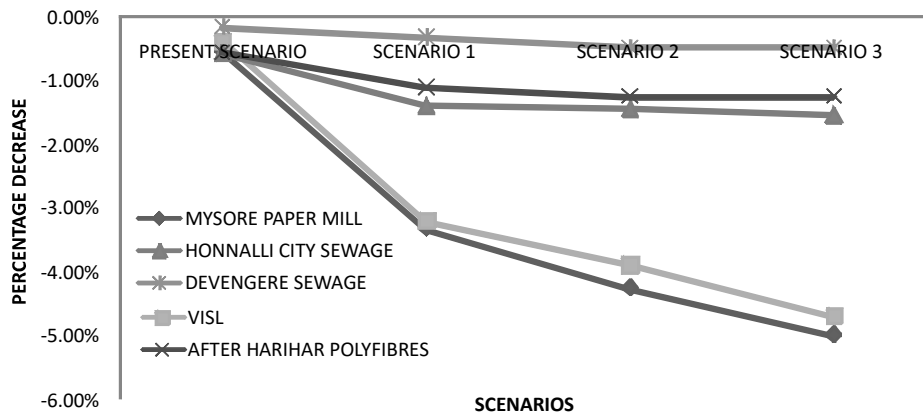 0.00%
PRESENT SCENARIO SCENARIO 1 SCENARIO 2 SCENARIO 3
-1.00%
-2.00%
-3.00%
-4.00%
-5.00%
-6.00%
PERCENTAGE DECREASE
MYSORE PAPER MILL
HONNALLI CITY SEWAGE
DEVENGERE SEWAGE
VISL
AFTER HARIHAR POLYFIBRES
SCENARIOS